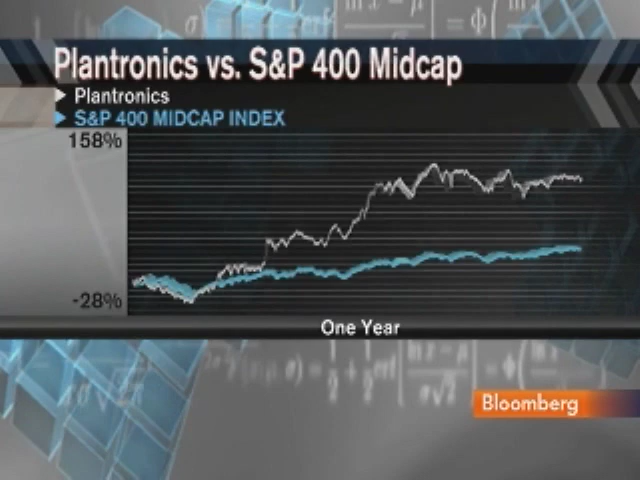 Plantronics vs. S&P 400 Midcap
Plantronics
S&P 400 MIDCAP INDEX
158%
-28%
One Year
Bloomberg